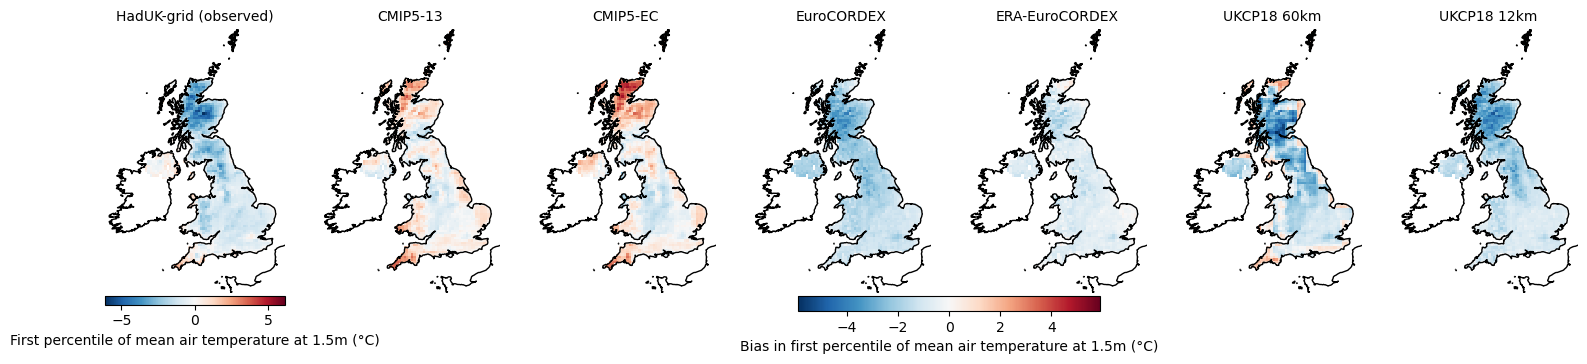 HadUK-grid (observed) CMIP5-13 CMIP5-EC EuroCORDEX ERA-EuroCORDEX UKCP18 60km UKCP18 12km
−5 0 5
First percentile of mean air temperature at 1.5m (°C)
−4 −2 0 2 4
Bias in first percentile of mean air temperature at 1.5m (°C)